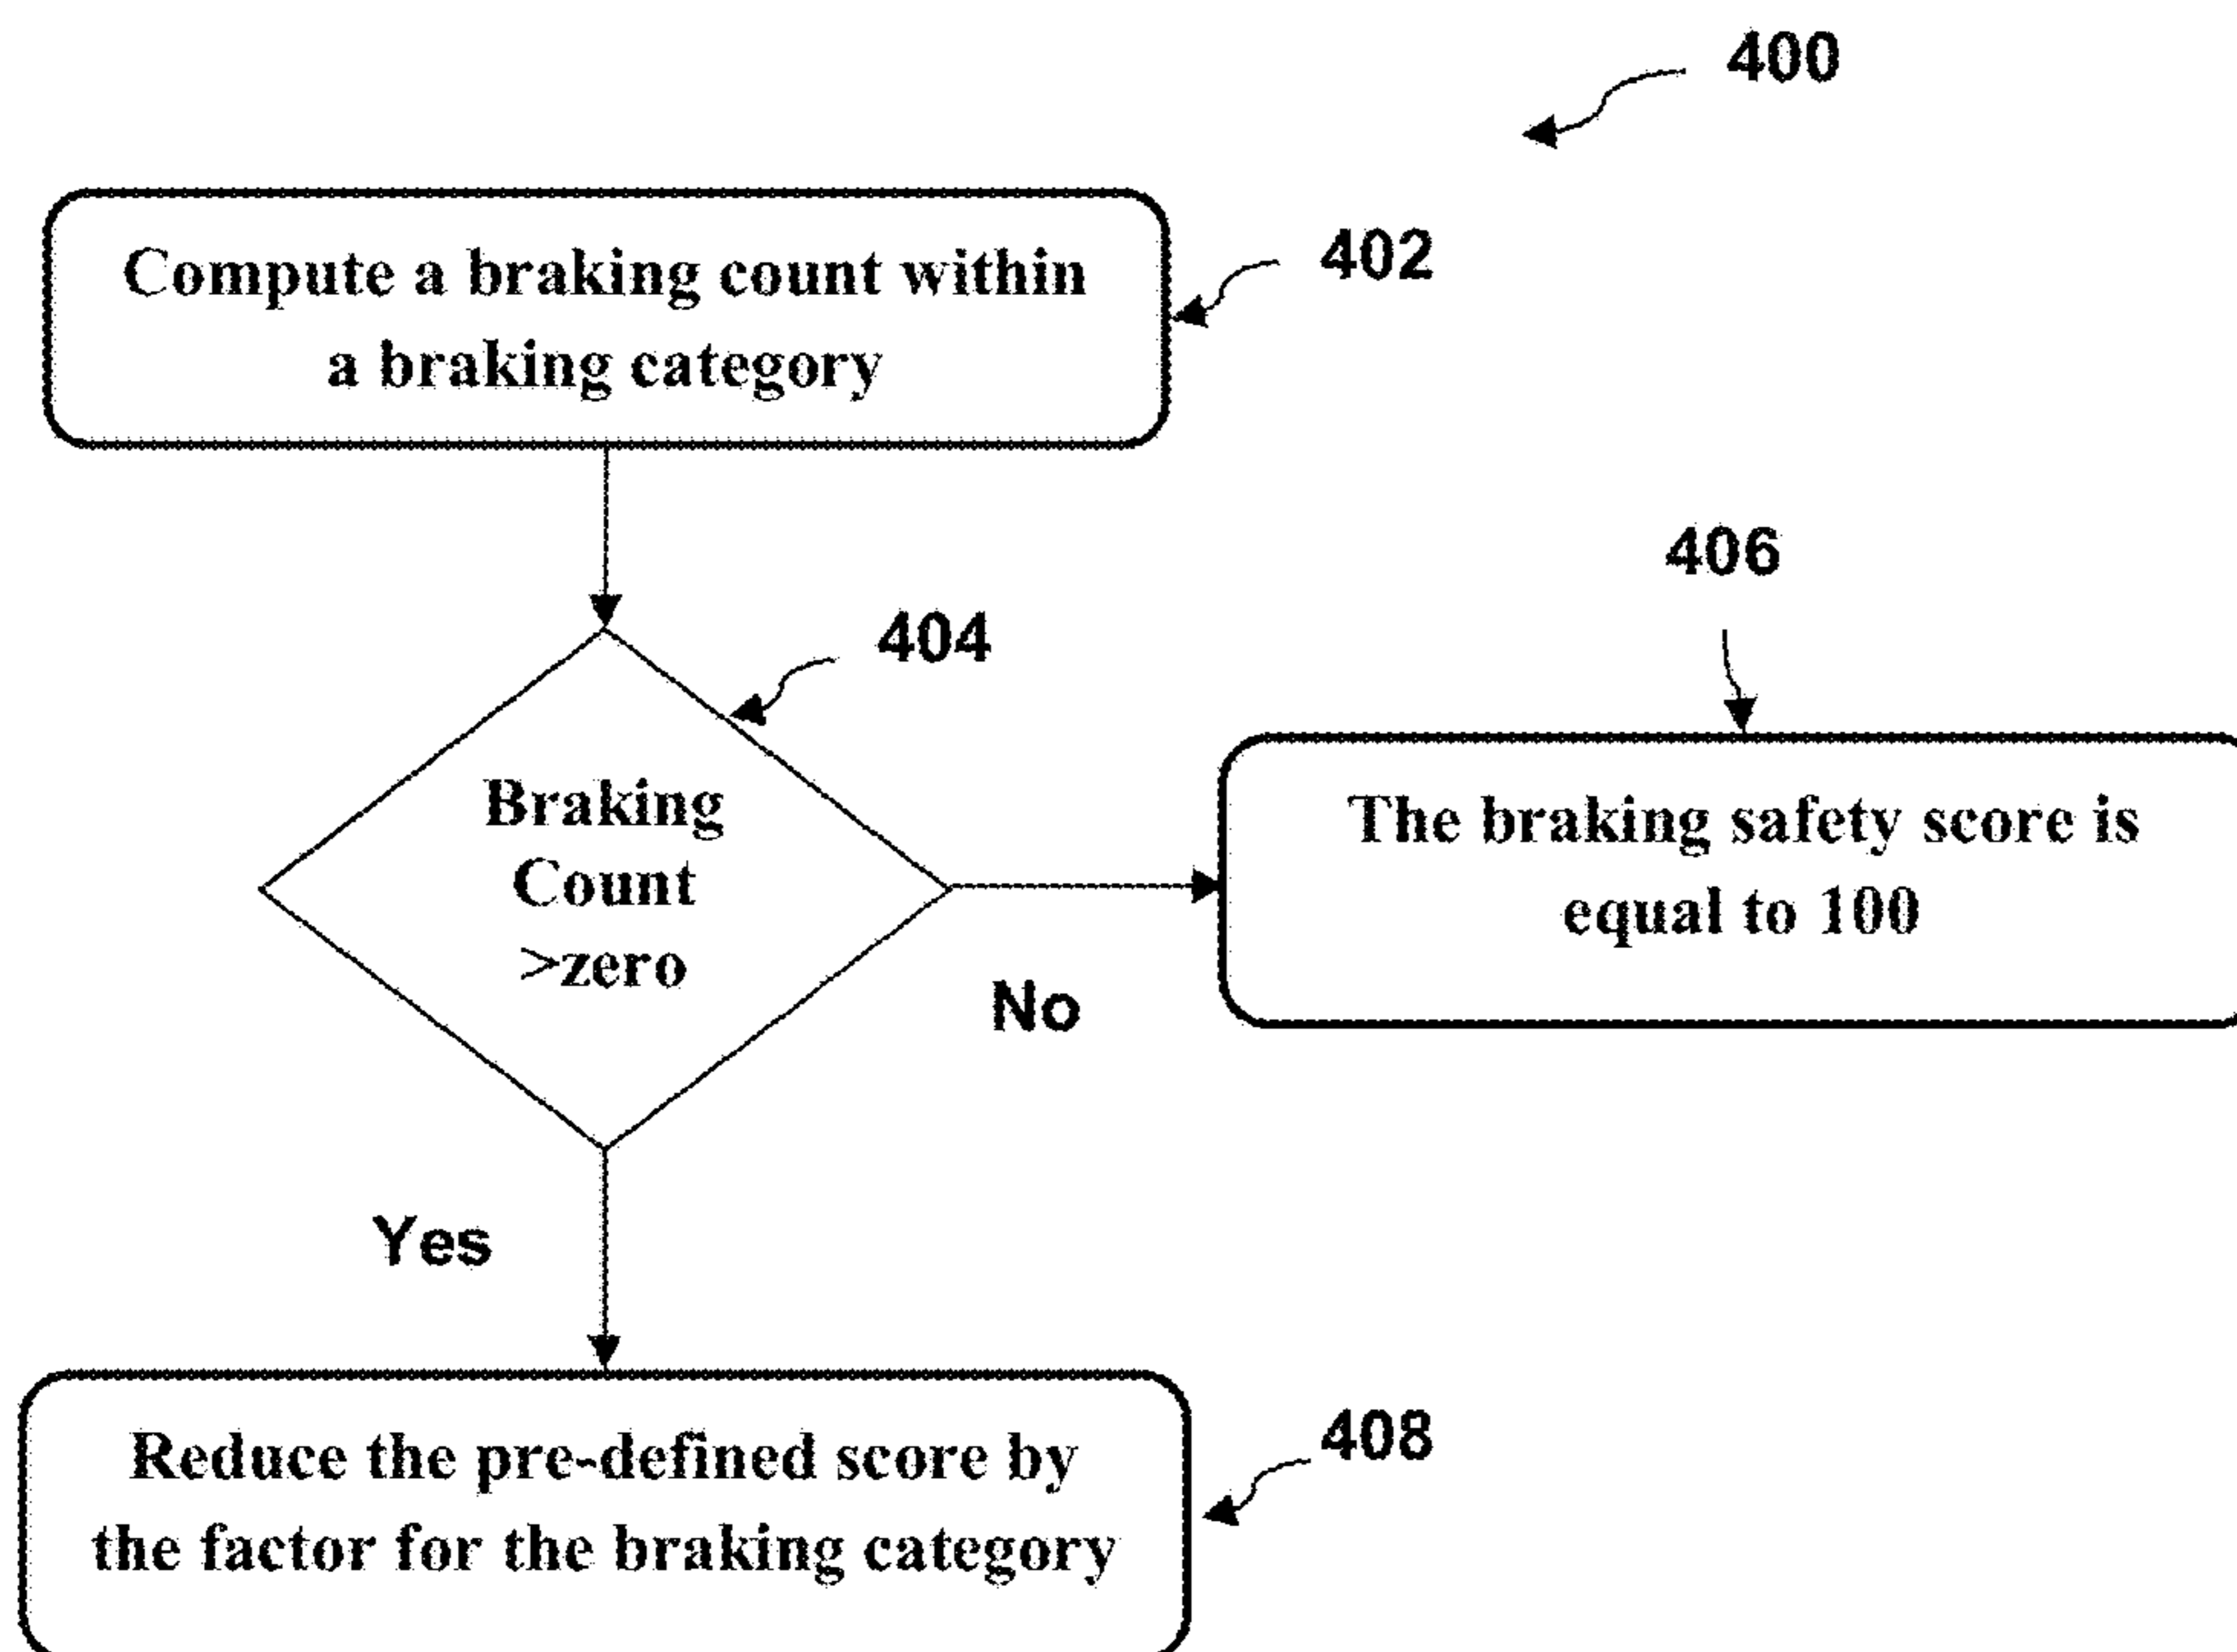 400
Compute a braking count within
a braking category
402
406
404
Braking
Count
>zero
The braking safety score is
equal to 100
No
Yes
Reduce the pre-defined score by
the factor for the braking category
408